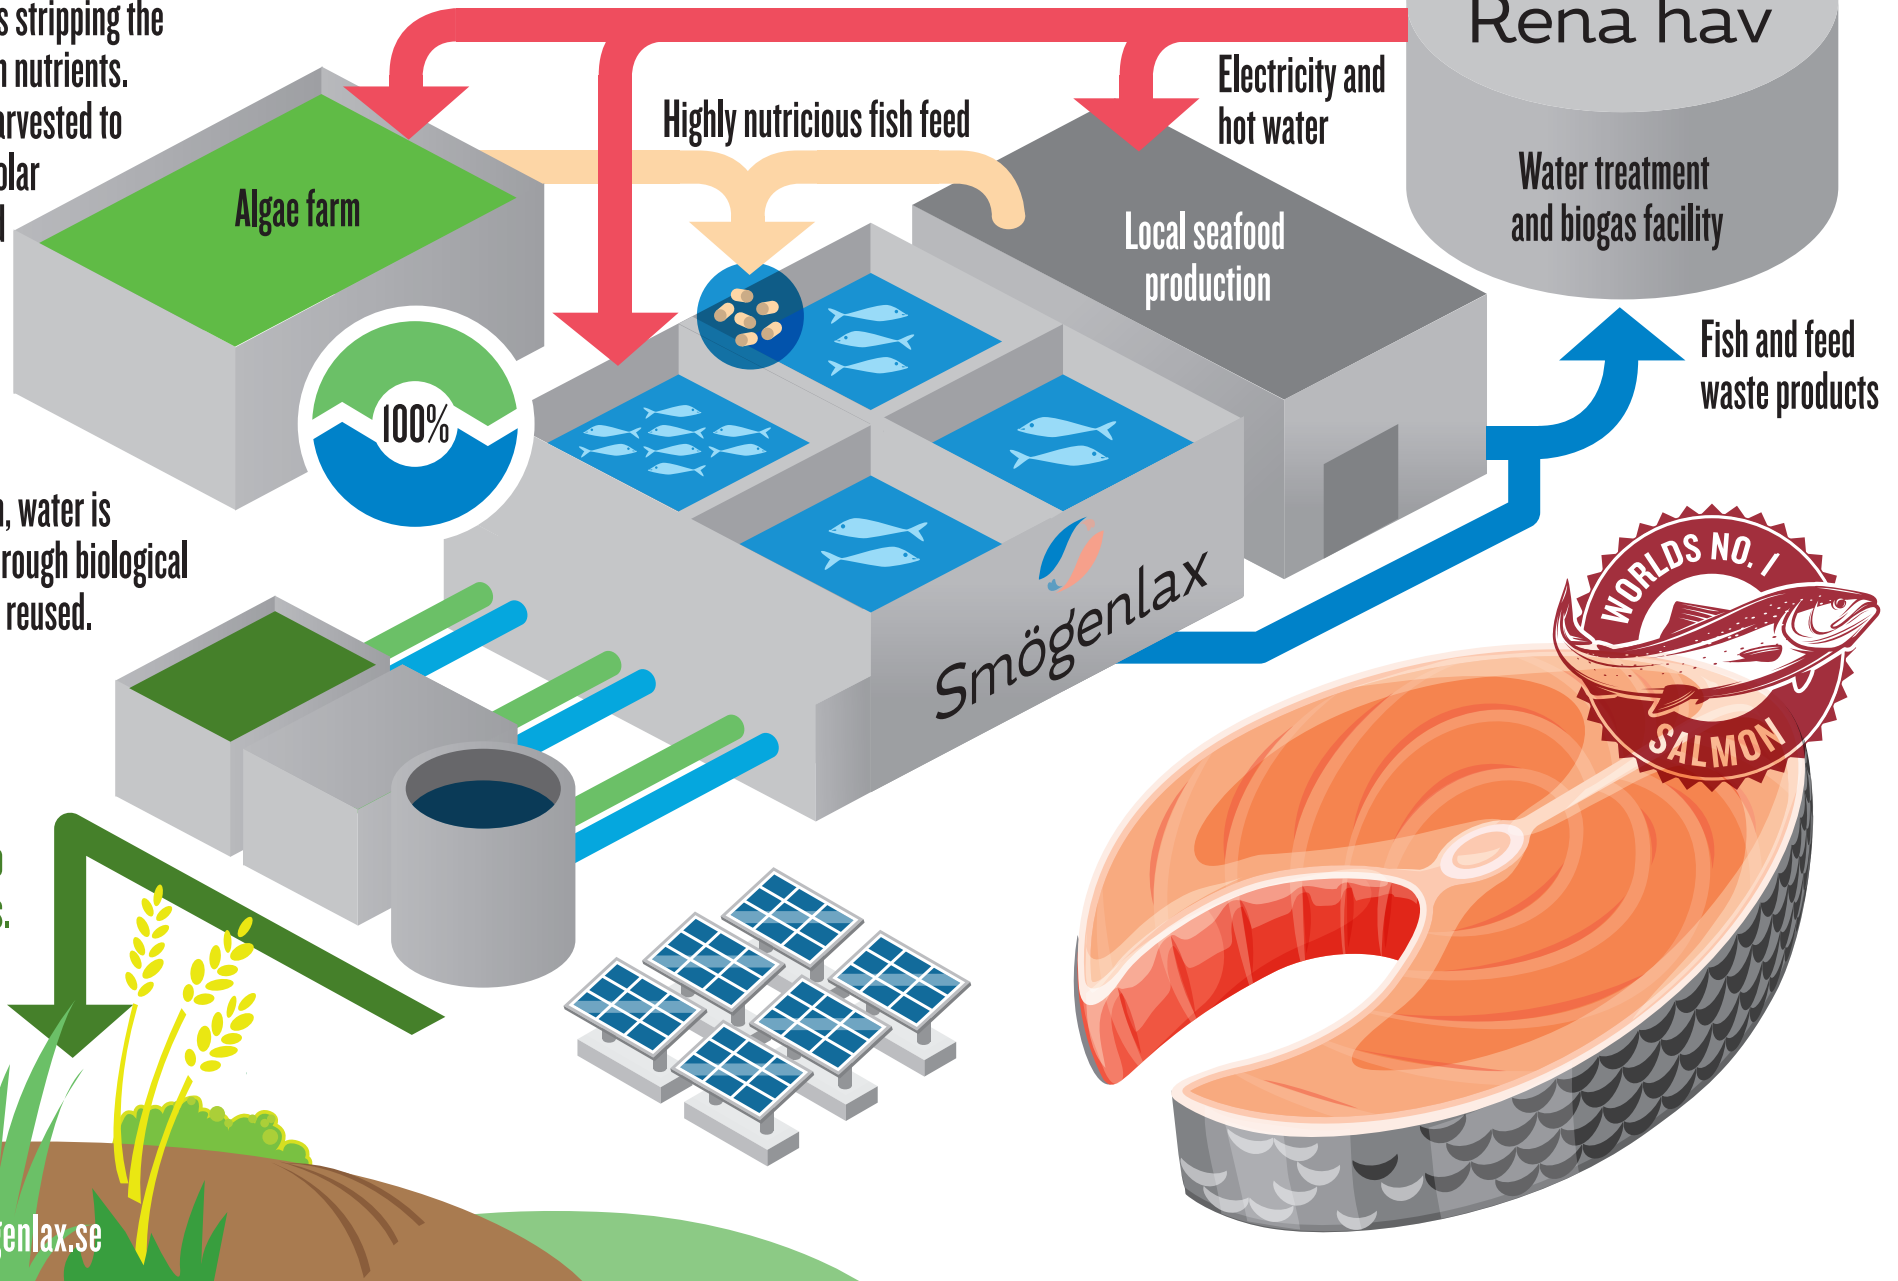 s stripping the
nutrients.
arvested to
olar
Rena hav
Electricity and
hot water
Highly nutricious fish feed
Water treatment
and biogas facility
Algae farm
Local seafood
production
Fish and feed
waste products
100%
, water is
rough biological
reused.
Smögenlax
WORLDS NO. 1
SALMON
s.
genlax.se